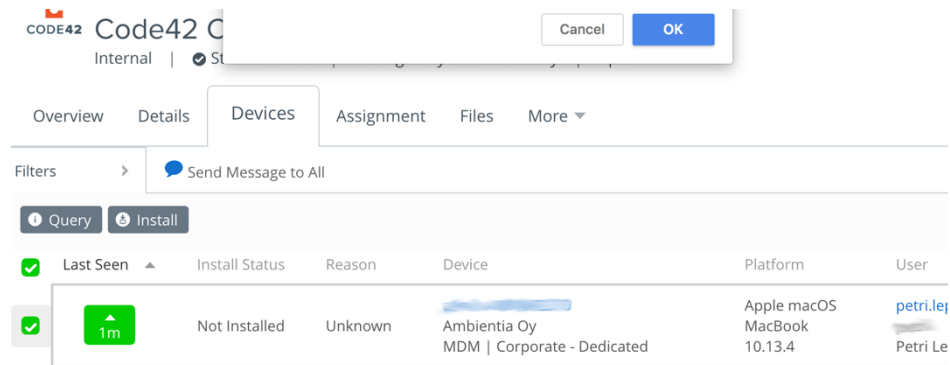 Cancel OK
CODE42 Code42 C
Internal | St
Overview Details Devices Assignment Files More
Filters Send Message to All
Query Install
Last Seen Install Status Reason Device Platform User
1m Not Installed Unknown Ambientia Oy Apple macOS petri.lep
MDM | Corporate - Dedicated MacBook
10.13.4 Petri Le